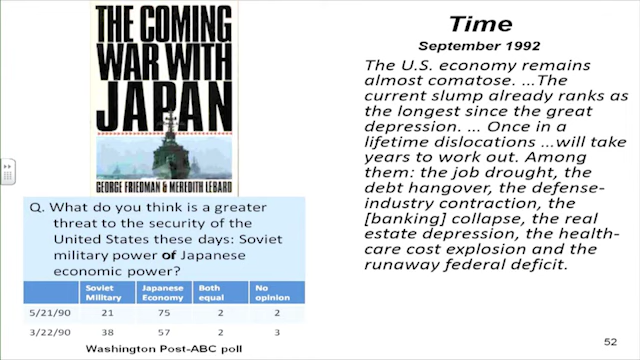 THE COMING
WAR WITH
JAPAN
GEORGE FRIEDMAN & MEREDITH LEBARD
Q. What do you think is a greater
threat to the security of the
United States these days: Soviet
military power or Japanese
economic power?
Soviet Military Japanese Economy Both equal No opinion
5/21/90 21 75 2 2
3/22/90 38 57 2 3
Washington Post-ABC poll
Time
September 1992
The U.S. economy remains
almost comatose. ...The
current slump already ranks as
the longest since the great
depression. ... Once in a
lifetime dislocations ...will take
years to work out. Among
them: the job drought, the
debt hangover, the defense-
industry contraction, the
[banking] collapse, the real
estate depression, the health-
care cost explosion and the
runaway federal deficit.
52